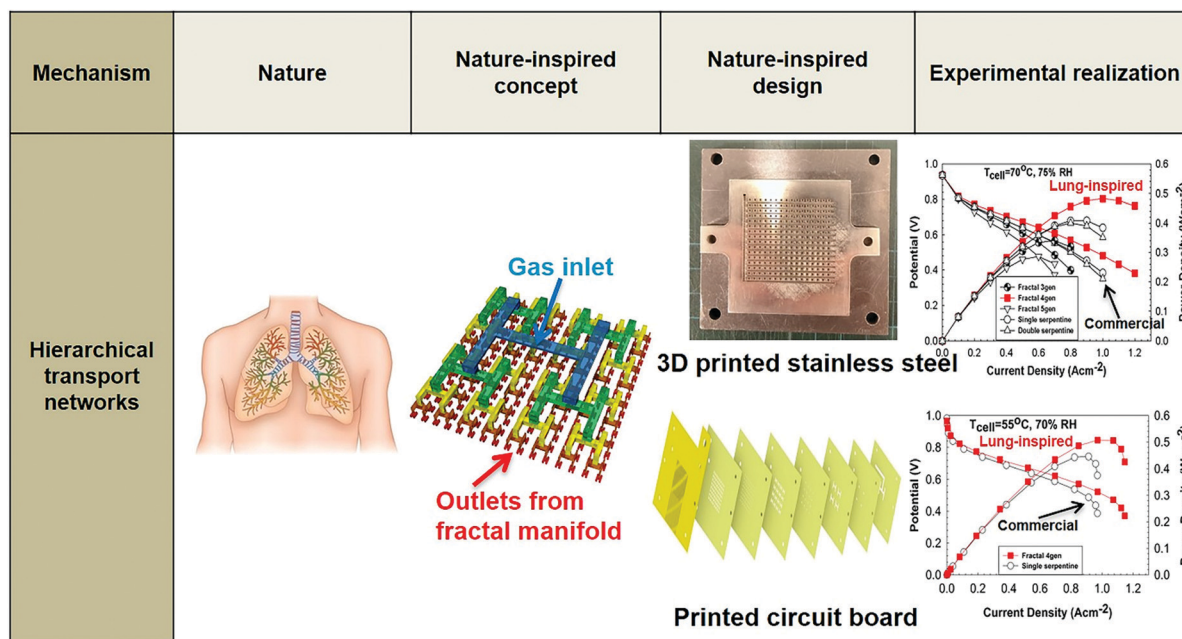 Mechanism
Nature
Nature-inspired
concept
Nature-inspired
design
Experimental realization
Hierarchical
transport
networks
Gas inlet
Outlets from
fractal manifold
3D printed stainless steel
Printed circuit board
Tcell=70°C, 75% RH
Lung-inspired
Commercial
Fractal 3gen
Fractal 4gen
Fractal 5gen
Single serpentine
Double serpentine
Potential (V)
1.0
0.8
0.6
0.4
0.2
0.0
0.6
0.5
0.4
0.3
0.2
0.1
0.0
0.0 0.2 0.4 0.6 0.8 1.0 1.2
Current Density (Acm-2)
Tcell=55°C, 70% RH
Lung-inspired
Commercial
Fractal 4gen
Single serpentine
Potential (V)
1.0
0.8
0.6
0.4
0.2
0.0
0.6
0.5
0.4
0.3
0.2
0.1
0.0
0.0 0.2 0.4 0.6 0.8 1.0 1.2
Current Density (Acm-2)